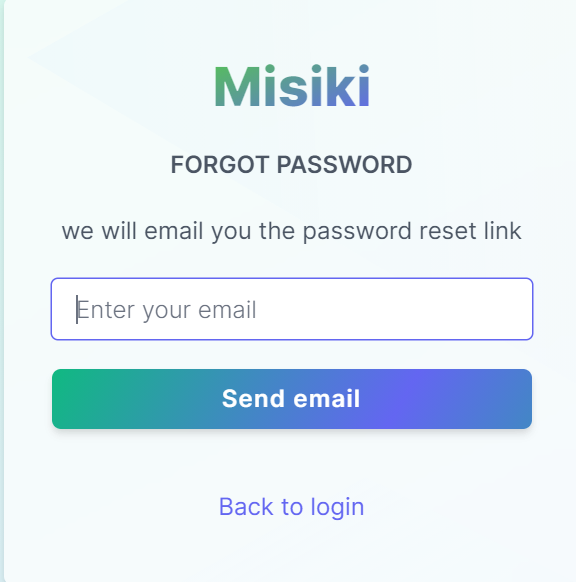 Misiki
FORGOT PASSWORD
we will email you the password reset link
Enter your email
Send email
Back to login